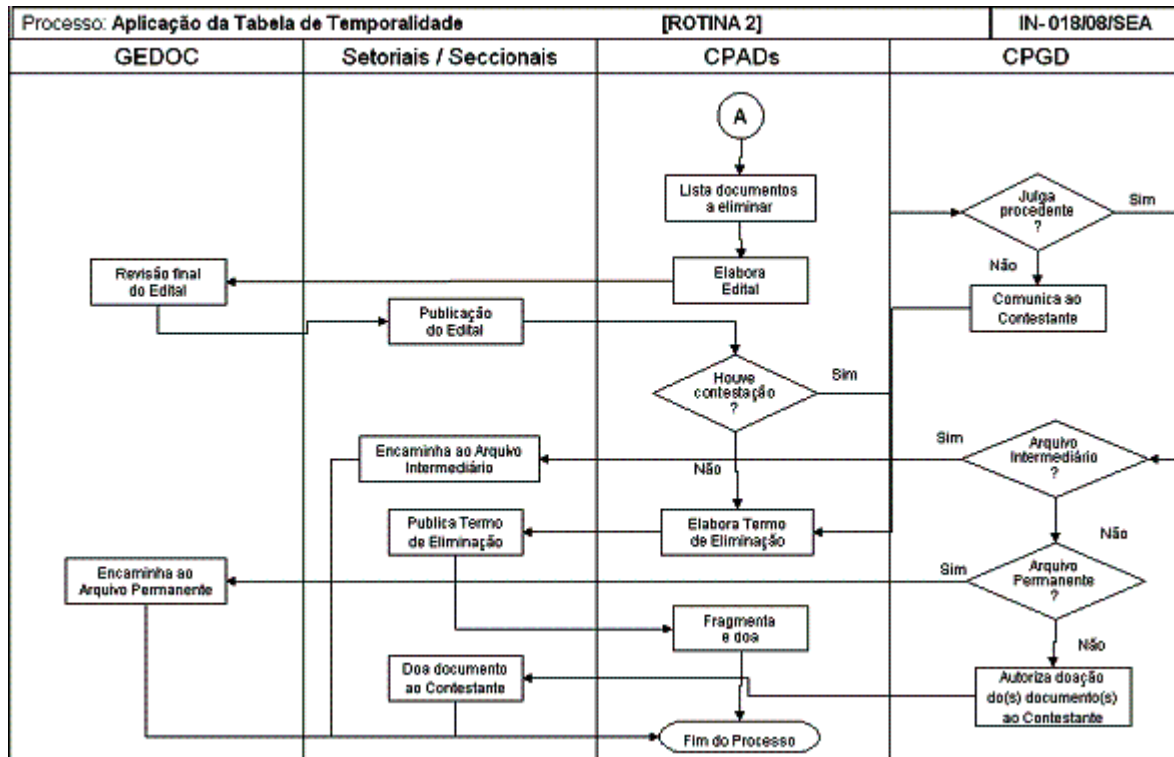 Processo: Aplicação da Tabela de Temporalidade [ROTINA 2] IN- 018/08/SEA
GEDOC Setoriais / Seccionais CPADs CPGD
A
Lista documentos
a eliminar
Julga
procedente
?
Sim
Não
Revisão final
do Edital
Elabora
Edital
Comunica ao
Contestante
Publicação
do Edital
Houve
contestação
?
Sim
Não
Encaminha ao Arquivo
Intermediário
Sim
Arquivo
Intermediário
?
Não
Publica Termo
de Eliminação
Elabora Termo
de Eliminação
Encaminha ao
Arquivo Permanente
Sim
Arquivo
Permanente
?
Não
Fragmenta
e doa
Doa documento
ao Contestante
Autoriza doação
do(s) documento(s)
ao Contestante
Fim do Processo